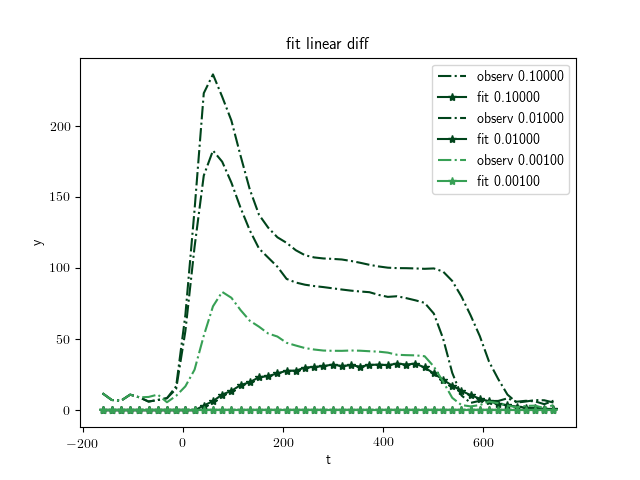 fit linear diff
observ 0.10000
fit 0.10000
observ 0.01000
fit 0.01000
observ 0.00100
fit 0.00100
y
200
150
100
50
0
−200 0 200 400 600
t